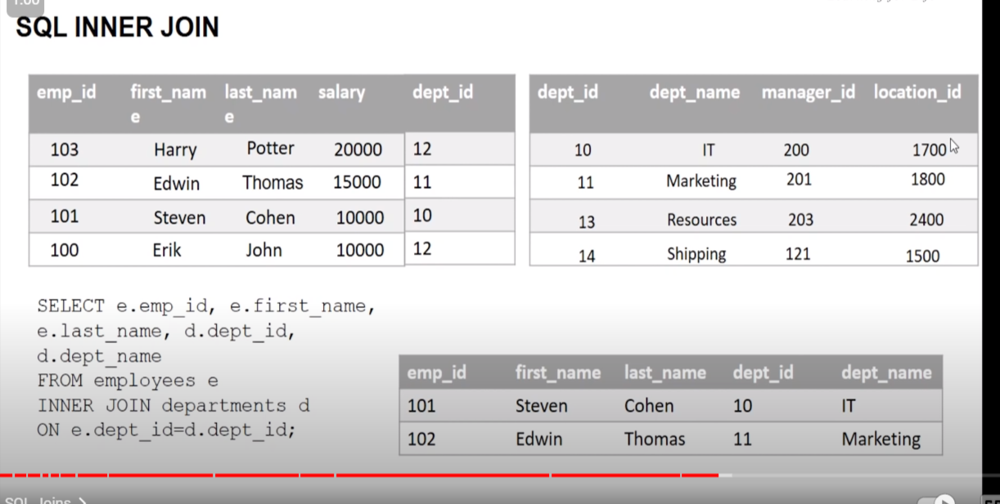 1:00
SQL INNER JOIN
emp_id first_nam last_nam salary dept_id
e e
103 Harry Potter 20000 12
102 Edwin Thomas 15000 11
101 Steven Cohen 10000 10
100 Erik John 10000 12
dept_id dept_name manager_id location_id
10 IT 200 1700
11 Marketing 201 1800
13 Resources 203 2400
14 Shipping 121 1500
SELECT e.emp_id, e.first_name,
e.last_name, d.dept_id,
d.dept_name
FROM employees e
INNER JOIN departments d
ON e.dept_id=d.dept_id;
emp_id first_name last_name dept_id dept_name
101 Steven Cohen 10 IT
102 Edwin Thomas 11 Marketing
SQL Joins